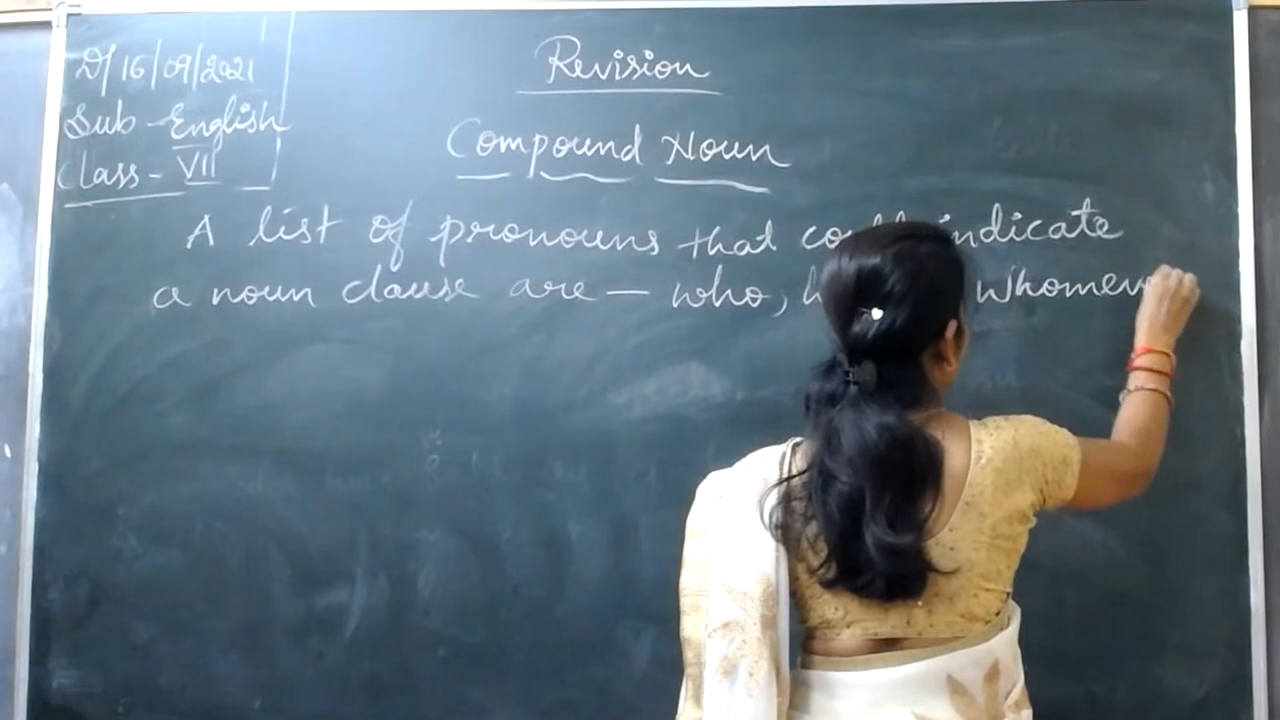 D/ 16/09/2021
Sub - English
Class - VII
Revision
Compound Noun
A list of pronouns that indicate
a noun clause are — who, whomev